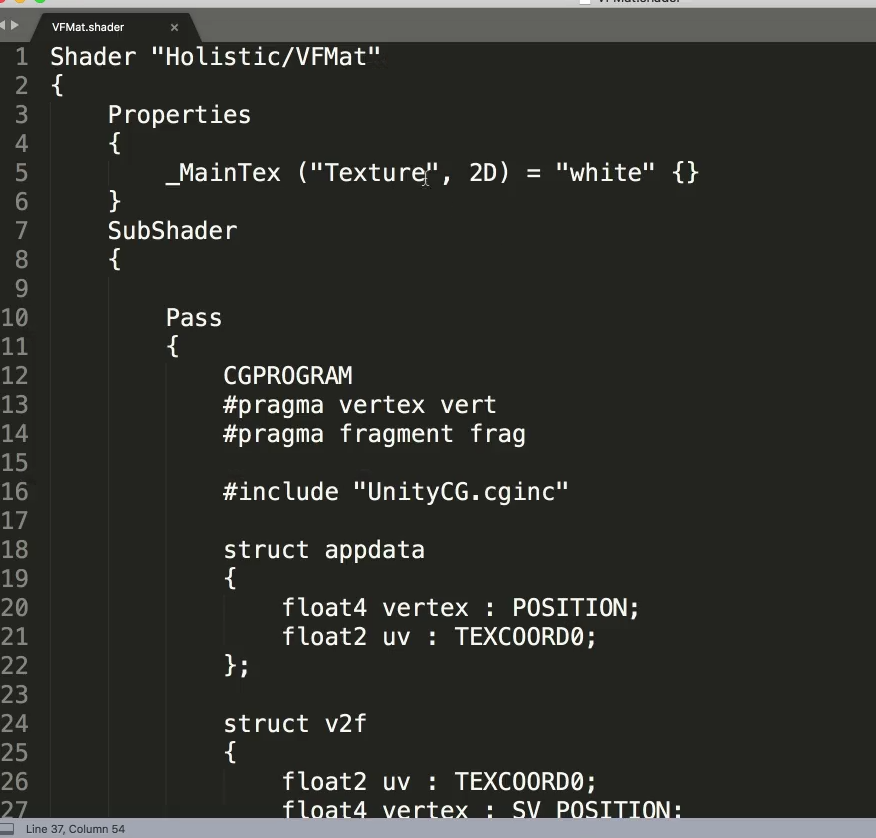 VFMat.shader
VFMat.shader ×
1 Shader "Holistic/VFMat"
2 {
3 Properties
4 {
5 _MainTex ("Texture", 2D) = "white" {}
6 }
7 SubShader
8 {
9
10 Pass
11 {
12 CGPROGRAM
13 #pragma vertex vert
14 #pragma fragment frag
15
16 #include "UnityCG.cginc"
17
18 struct appdata
19 {
20 float4 vertex : POSITION;
21 float2 uv : TEXCOORD0;
22 };
23
24 struct v2f
25 {
26 float2 uv : TEXCOORD0;
27 float4 vertex : SV_POSITION;
Line 37, Column 54